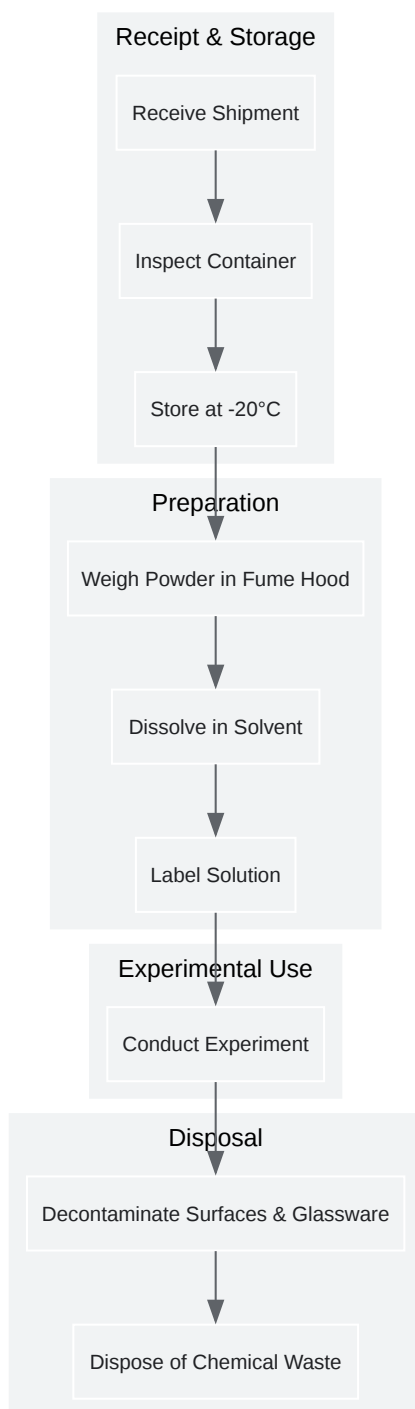 Receipt & Storage
Receive Shipment
Inspect Container
Store at -20°C
Preparation
Weigh Powder in Fume Hood
Dissolve in Solvent
Label Solution
Experimental Use
Conduct Experiment
Disposal
Decontaminate Surfaces & Glassware
Dispose of Chemical Waste